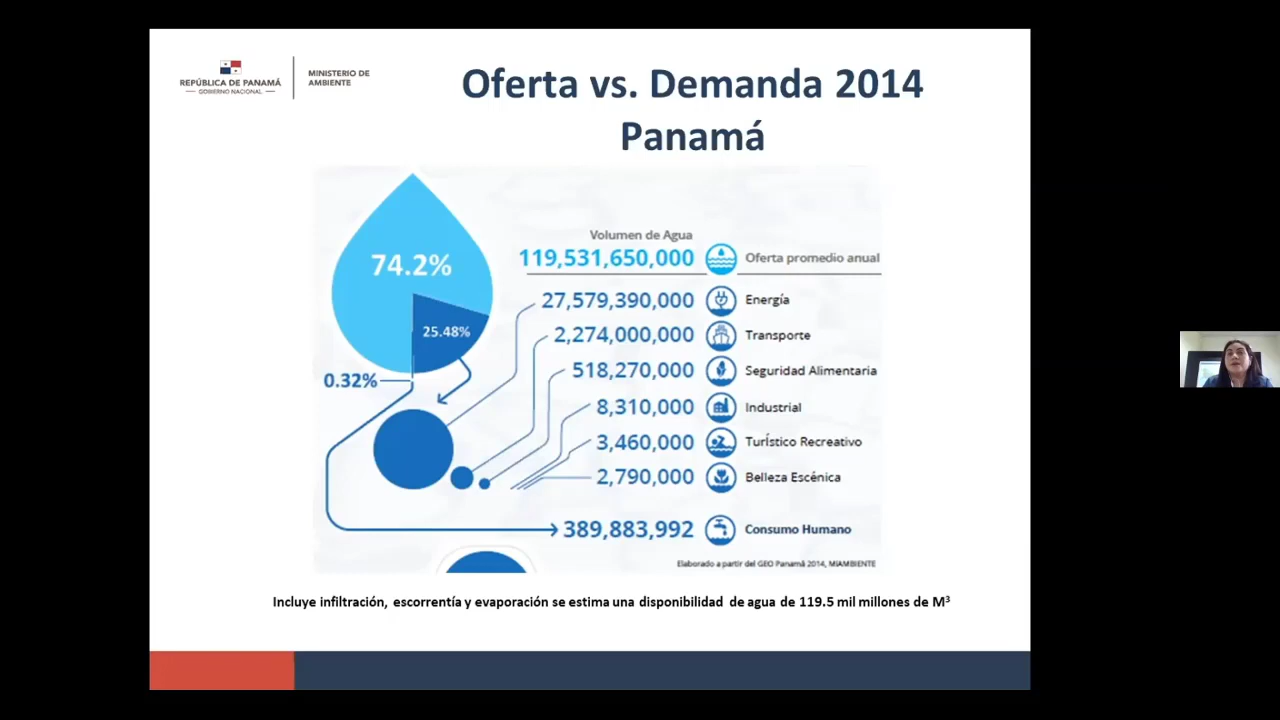 REPÚBLICA DE PANAMÁ
GOBIERNO NACIONAL
MINISTERIO DE
AMBIENTE
Oferta vs. Demanda 2014
Panamá
74.2%
25.48%
0.32%
Volumen de Agua
119,531,650,000 Oferta promedio anual
27,579,390,000 Energía
2,274,000,000 Transporte
518,270,000 Seguridad Alimentaria
8,310,000 Industrial
3,460,000 Turístico Recreativo
2,790,000 Belleza Escénica
389,883,992 Consumo Humano
Elaborado a partir del GEO Panamá 2014, MiAMBIENTE
Incluye infiltración, escorrentía y evaporación se estima una disponibilidad de agua de 119.5 mil millones de M³